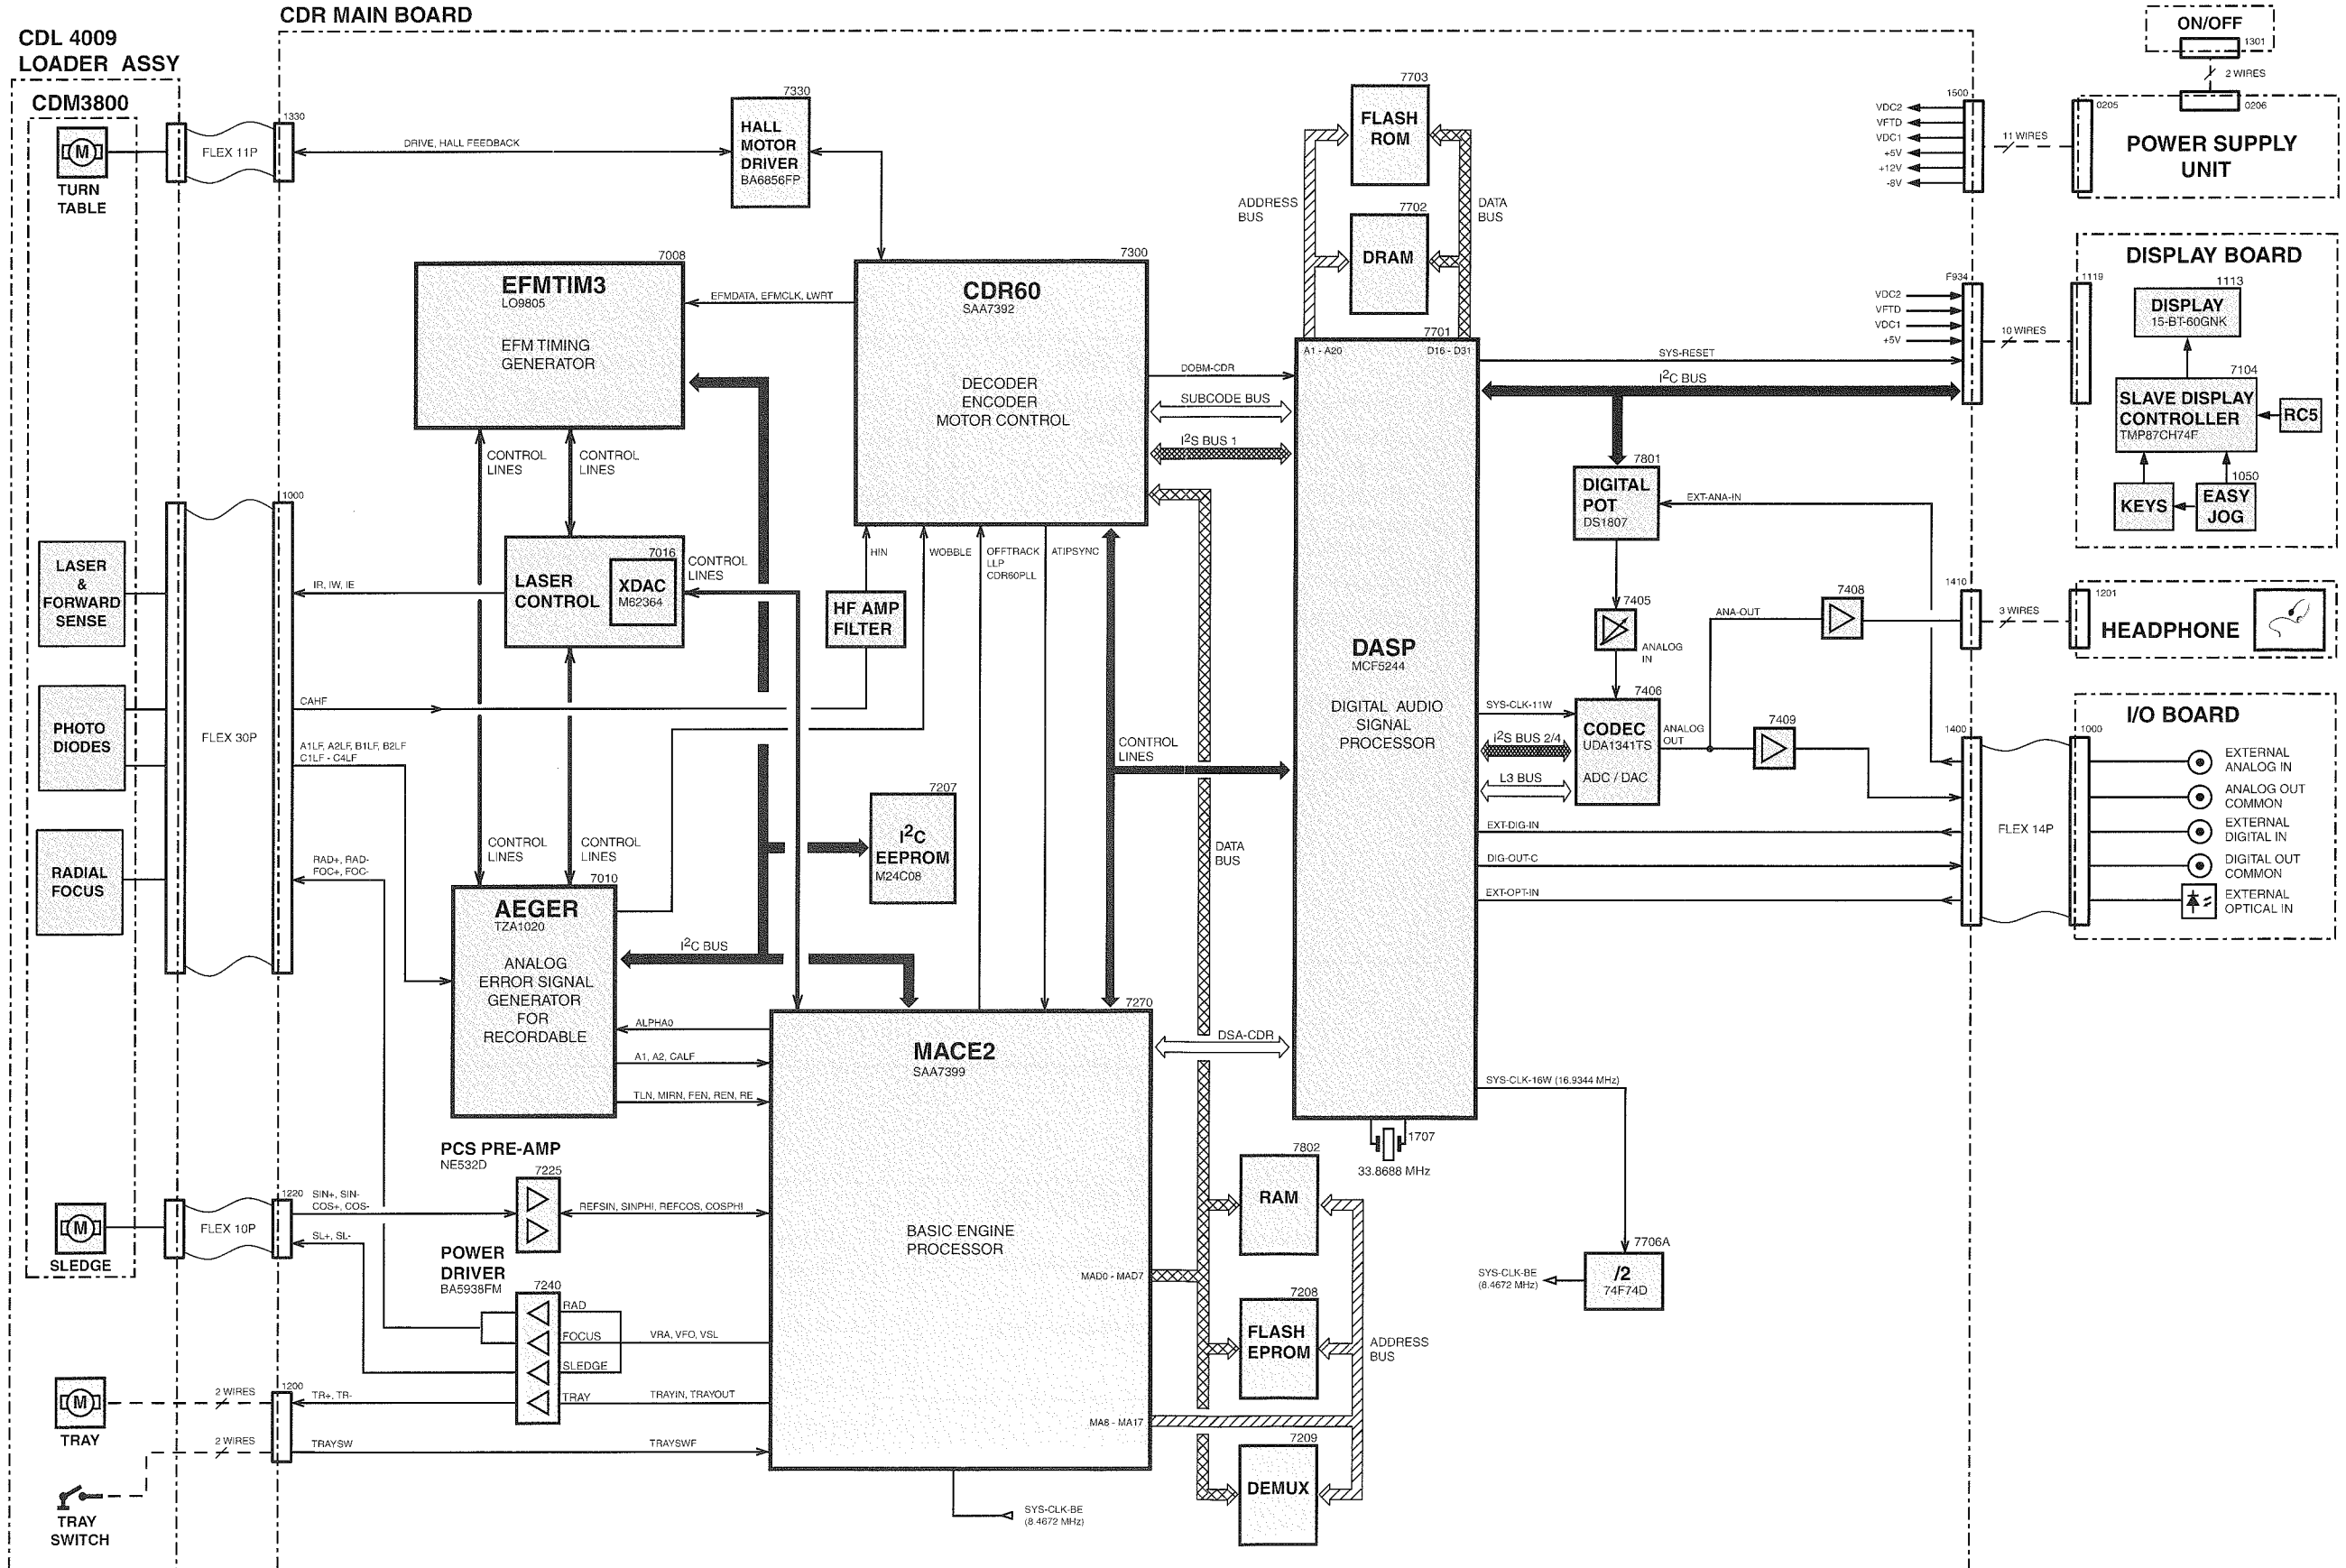 CDR MAIN BOARD
CDL 4009
LOADER ASSY
CDM3800
M
TURN
TABLE
FLEX 11P
1330
DRIVE, HALL FEEDBACK
7330
HALL
MOTOR
DRIVER
BA6856FP
7008
EFMTIM3
LO9805
EFM TIMING
GENERATOR
EFMDATA, EFMCLK, LWRT
7300
CDR60
SAA7392
DECODER
ENCODER
MOTOR CONTROL
7703
FLASH
ROM
ADDRESS
BUS
DATA
BUS
7702
DRAM
7701
A1 - A20
D16 - D31
DASP
MCF5244
DIGITAL AUDIO
SIGNAL
PROCESSOR
DOBM-CDR
SUBCODE BUS
I2S BUS 1
1500
VDC2
VFTD
VDC1
+5V
+12V
-8V
11 WIRES
0205
ON/OFF
1301
2 WIRES
0206
POWER SUPPLY
UNIT
F934
VDC2
VFTD
VDC1
+5V
10 WIRES
1119
SYS-RESET
I2C BUS
DISPLAY BOARD
1113
DISPLAY
15-BT-60GNK
7104
SLAVE DISPLAY
CONTROLLER
TMP87CH74F
RC5
KEYS
1050
EASY
JOG
7801
DIGITAL
POT
DS1807
EXT-ANA-IN
7405
ANALOG
IN
ANA-OUT
7408
1410
3 WIRES
1201
HEADPHONE
7406
CODEC
UDA1341TS
ADC / DAC
SYS-CLK-11W
I2S BUS 2/4
L3 BUS
ANALOG
OUT
7409
EXT-DIG-IN
DIG-OUT-C
EXT-OPT-IN
1400
FLEX 14P
1000
I/O BOARD
EXTERNAL
ANALOG IN
ANALOG OUT
COMMON
EXTERNAL
DIGITAL IN
DIGITAL OUT
COMMON
EXTERNAL
OPTICAL IN
CONTROL
LINES
CONTROL
LINES
1000
LASER
&
FORWARD
SENSE
IR, IW, IE
LASER
CONTROL
7016
XDAC
M62364
CONTROL
LINES
HIN
WOBBLE
OFFTRACK
LLP
CDR60PLL
ATIPSYNC
HF AMP
FILTER
PHOTO
DIODES
FLEX 30P
CAHF
A1LF, A2LF, B1LF, B2LF
C1LF - C4LF
CONTROL
LINES
RADIAL
FOCUS
RAD+, RAD-
FOC+, FOC-
CONTROL
LINES
CONTROL
LINES
7207
I2C
EEPROM
M24C08
DATA
BUS
7010
AEGER
TZA1020
ANALOG
ERROR SIGNAL
GENERATOR
FOR
RECORDABLE
I2C BUS
ALPHA0
A1, A2, CALF
TLN, MIRN, FEN, REN, RE
7270
MACE2
SAA7399
BASIC ENGINE
PROCESSOR
DSA-CDR
SYS-CLK-16W (16.9344 MHz)
1707
33.8688 MHz
PCS PRE-AMP
NE532D
7225
M
SLEDGE
FLEX 10P
1220
SIN+, SIN-
COS+, COS-
SL+, SL-
REFSIN, SINPHI, REFCOS, COSPHI
POWER
DRIVER
BA5938FM
7240
RAD
FOCUS
SLEDGE
TRAY
VRA, VFO, VSL
TRAYIN, TRAYOUT
MAD0 - MAD7
MA8 - MA17
7802
RAM
7208
FLASH
EPROM
ADDRESS
BUS
7209
DEMUX
7706A
/2
74F74D
SYS-CLK-BE
(8.4672 MHz)
M
TRAY
2 WIRES
1200
TR+, TR-
2 WIRES
TRAYSW
TRAYSWF
TRAY
SWITCH
SYS-CLK-BE
(8.4672 MHz)